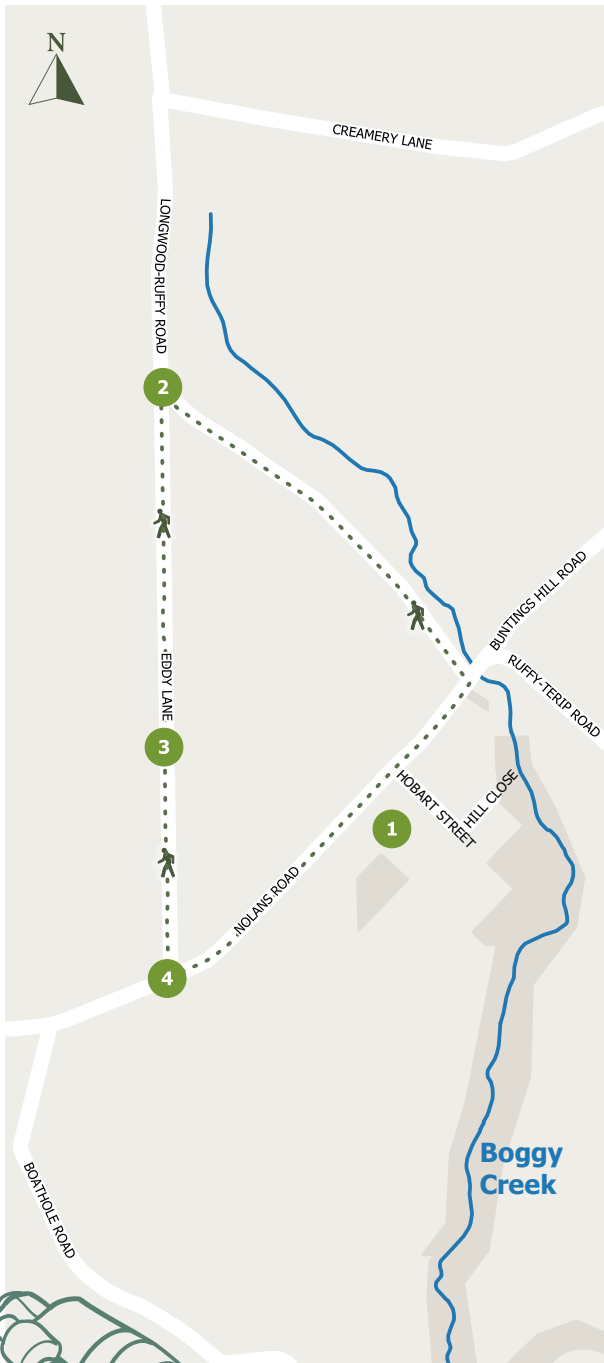 N
CREAMERY LANE
LONGWOOD-RUFFY ROAD
2
BUNTINGS HILL ROAD
RUFFY-TERIP ROAD
EDDY LANE
3
HOBART STREET
HILL CLOSE
1
NOLANS ROAD
4
Boggy
Creek
BOATHOLE ROAD